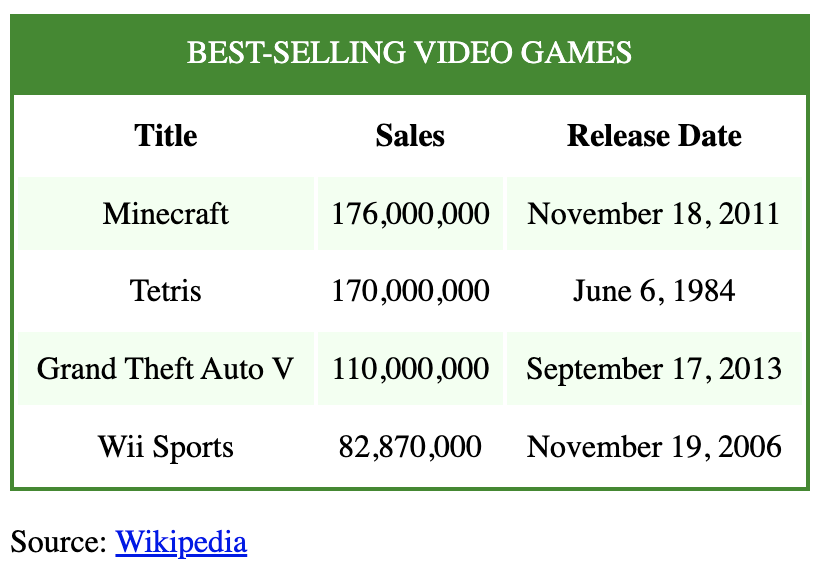 BEST-SELLING VIDEO GAMES
Title Sales Release Date
Minecraft 176,000,000 November 18, 2011
Tetris 170,000,000 June 6, 1984
Grand Theft Auto V 110,000,000 September 17, 2013
Wii Sports 82,870,000 November 19, 2006
Source: Wikipedia